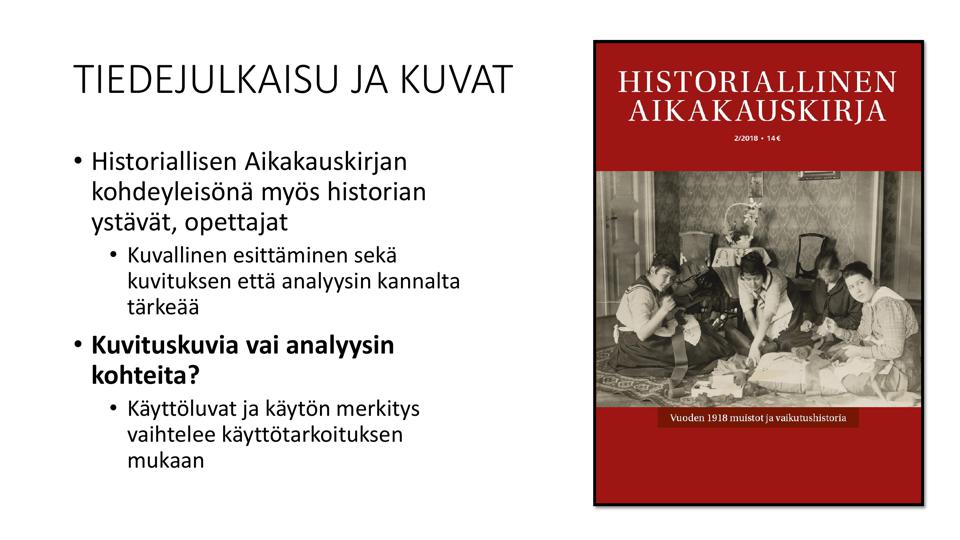 TIEDEJULKAISU JA KUVAT
• Historiallisen Aikakauskirjan
kohdeyleisönä myös historian
ystävät, opettajat
• Kuvallinen esittäminen sekä
kuvituksen että analyysin kannalta
tärkeää
• Kuvituskuvia vai analyysin
kohteita?
• Käyttöluvat ja käytön merkitys
vaihtelee käyttötarkoituksen
mukaan
HISTORIALLINEN
AIKAKAUSKIRJA
2/2018 • 14 €
Vuoden 1918 muistot ja vaikutushistoria